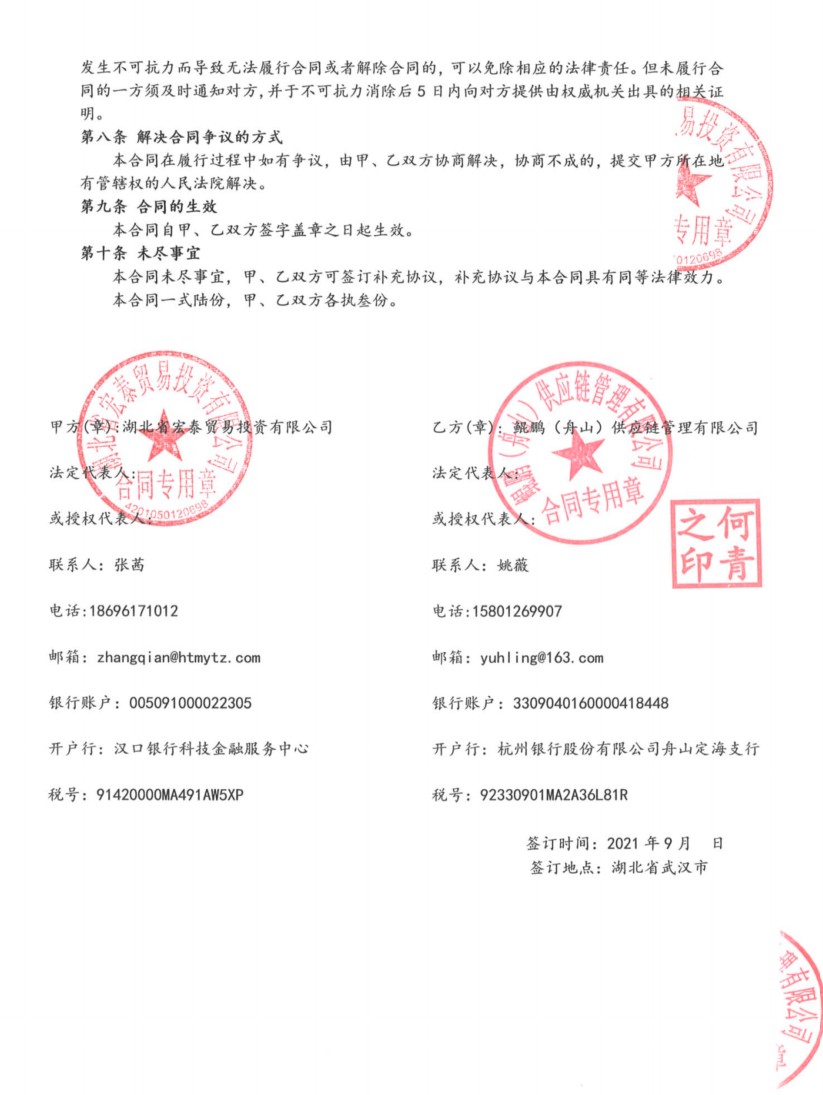 发生不可抗力而导致无法履行合同或者解除合同的，可以免除相应的法律责任。但未履行合
同的一方须及时通知对方，并于不可抗力消除后5日内向对方提供由权威机关出具的相关证
明。
第八条 解决合同争议的方式
本合同在履行过程中如有争议，由甲、乙双方协商解决，协商不成的，提交甲方所在地
有管辖权的人民法院解决。
第九条 合同的生效
本合同自甲、乙双方签字盖章之日起生效。
第十条 未尽事宜
本合同未尽事宜，甲、乙双方可签订补充协议，补充协议与本合同具有同等法律效力。
本合同一式陆份，甲、乙双方各执叁份。
易投资有限公司
专用章
0120698
甲方(章):湖北省宏泰贸易投资有限公司
法定代表人:
或授权代表人:
联系人：张茜
电话:18696171012
邮箱：zhangqian@htmytz.com
银行账户：005091000022305
开户行：汉口银行科技金融服务中心
税号：91420000MA491AW5XP
湖北省宏泰贸易投资有限公司
合同专用章
4201050120698
乙方(章)：鲲鹏（舟山）供应链管理有限公司
法定代表人:
或授权代表人:
联系人：姚薇
电话:15801269907
邮箱：yuhling@163.com
银行账户：3309040160000418448
开户行：杭州银行股份有限公司舟山定海支行
税号：92330901MA2A36L81R
鲲鹏（舟山）供应链管理有限公司
合同专用章
何青
之印
签订时间：2021年9月 日
签订地点：湖北省武汉市
理有限公司
章